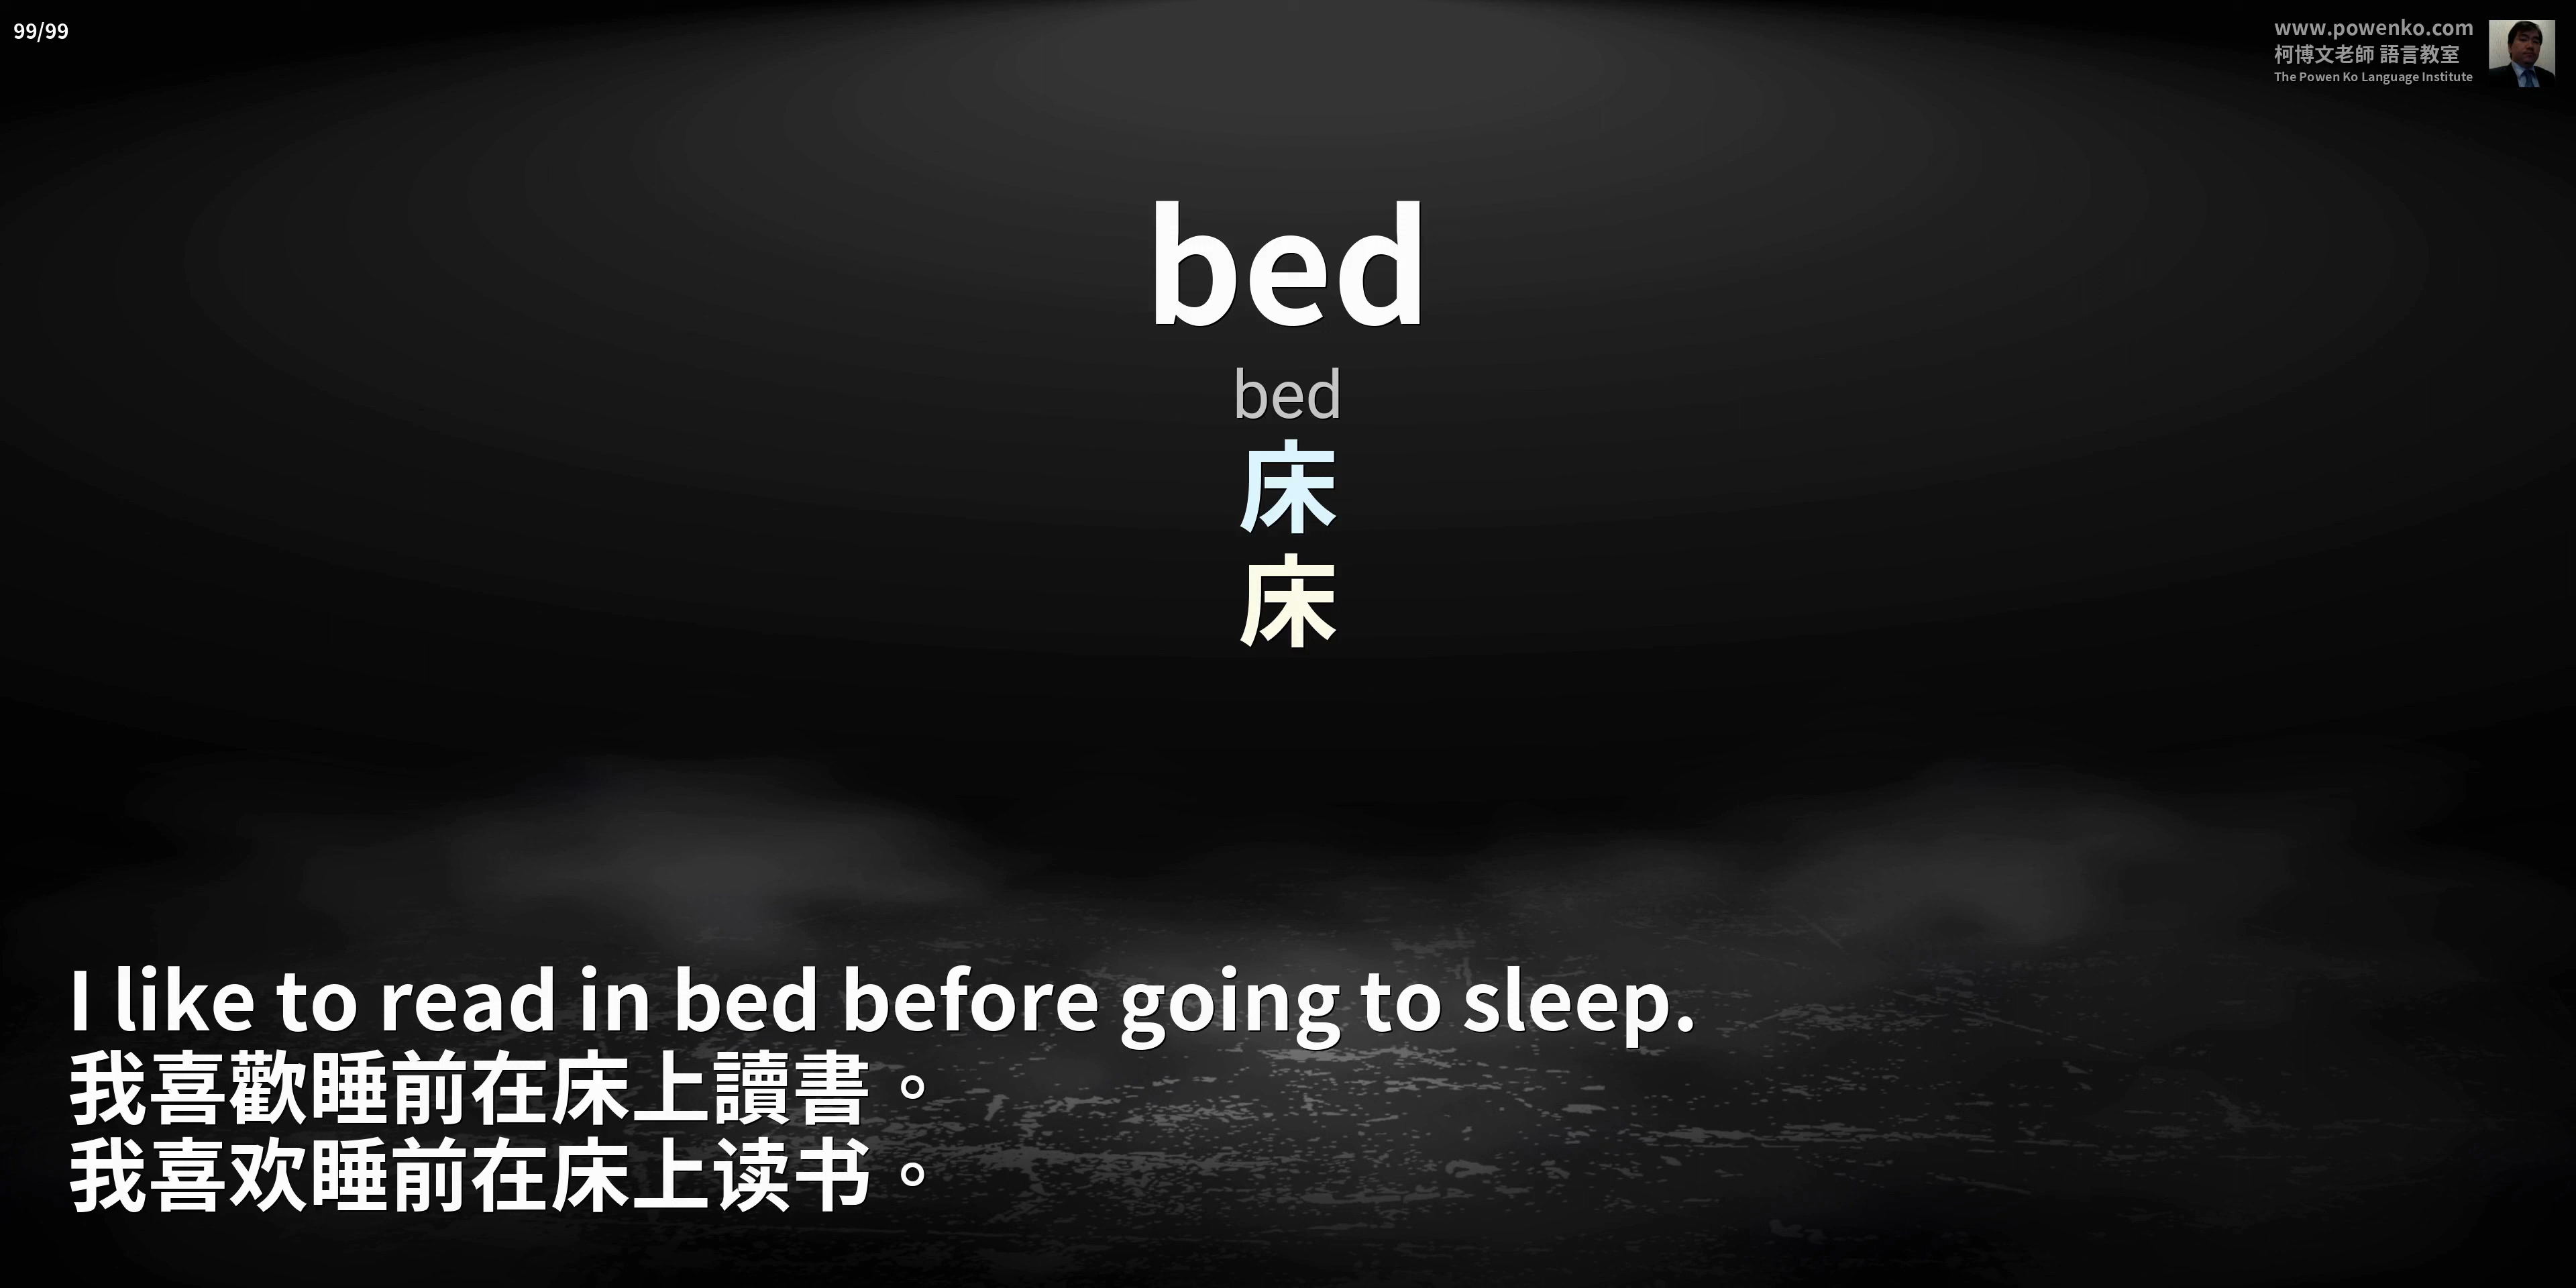 99/99
www.powenko.com
柯博文老師 語言教室
The Powen Ko Language Institute
bed
bed
床
床
I like to read in bed before going to sleep.
我喜歡睡前在床上讀書。
我喜欢睡前在床上读书。